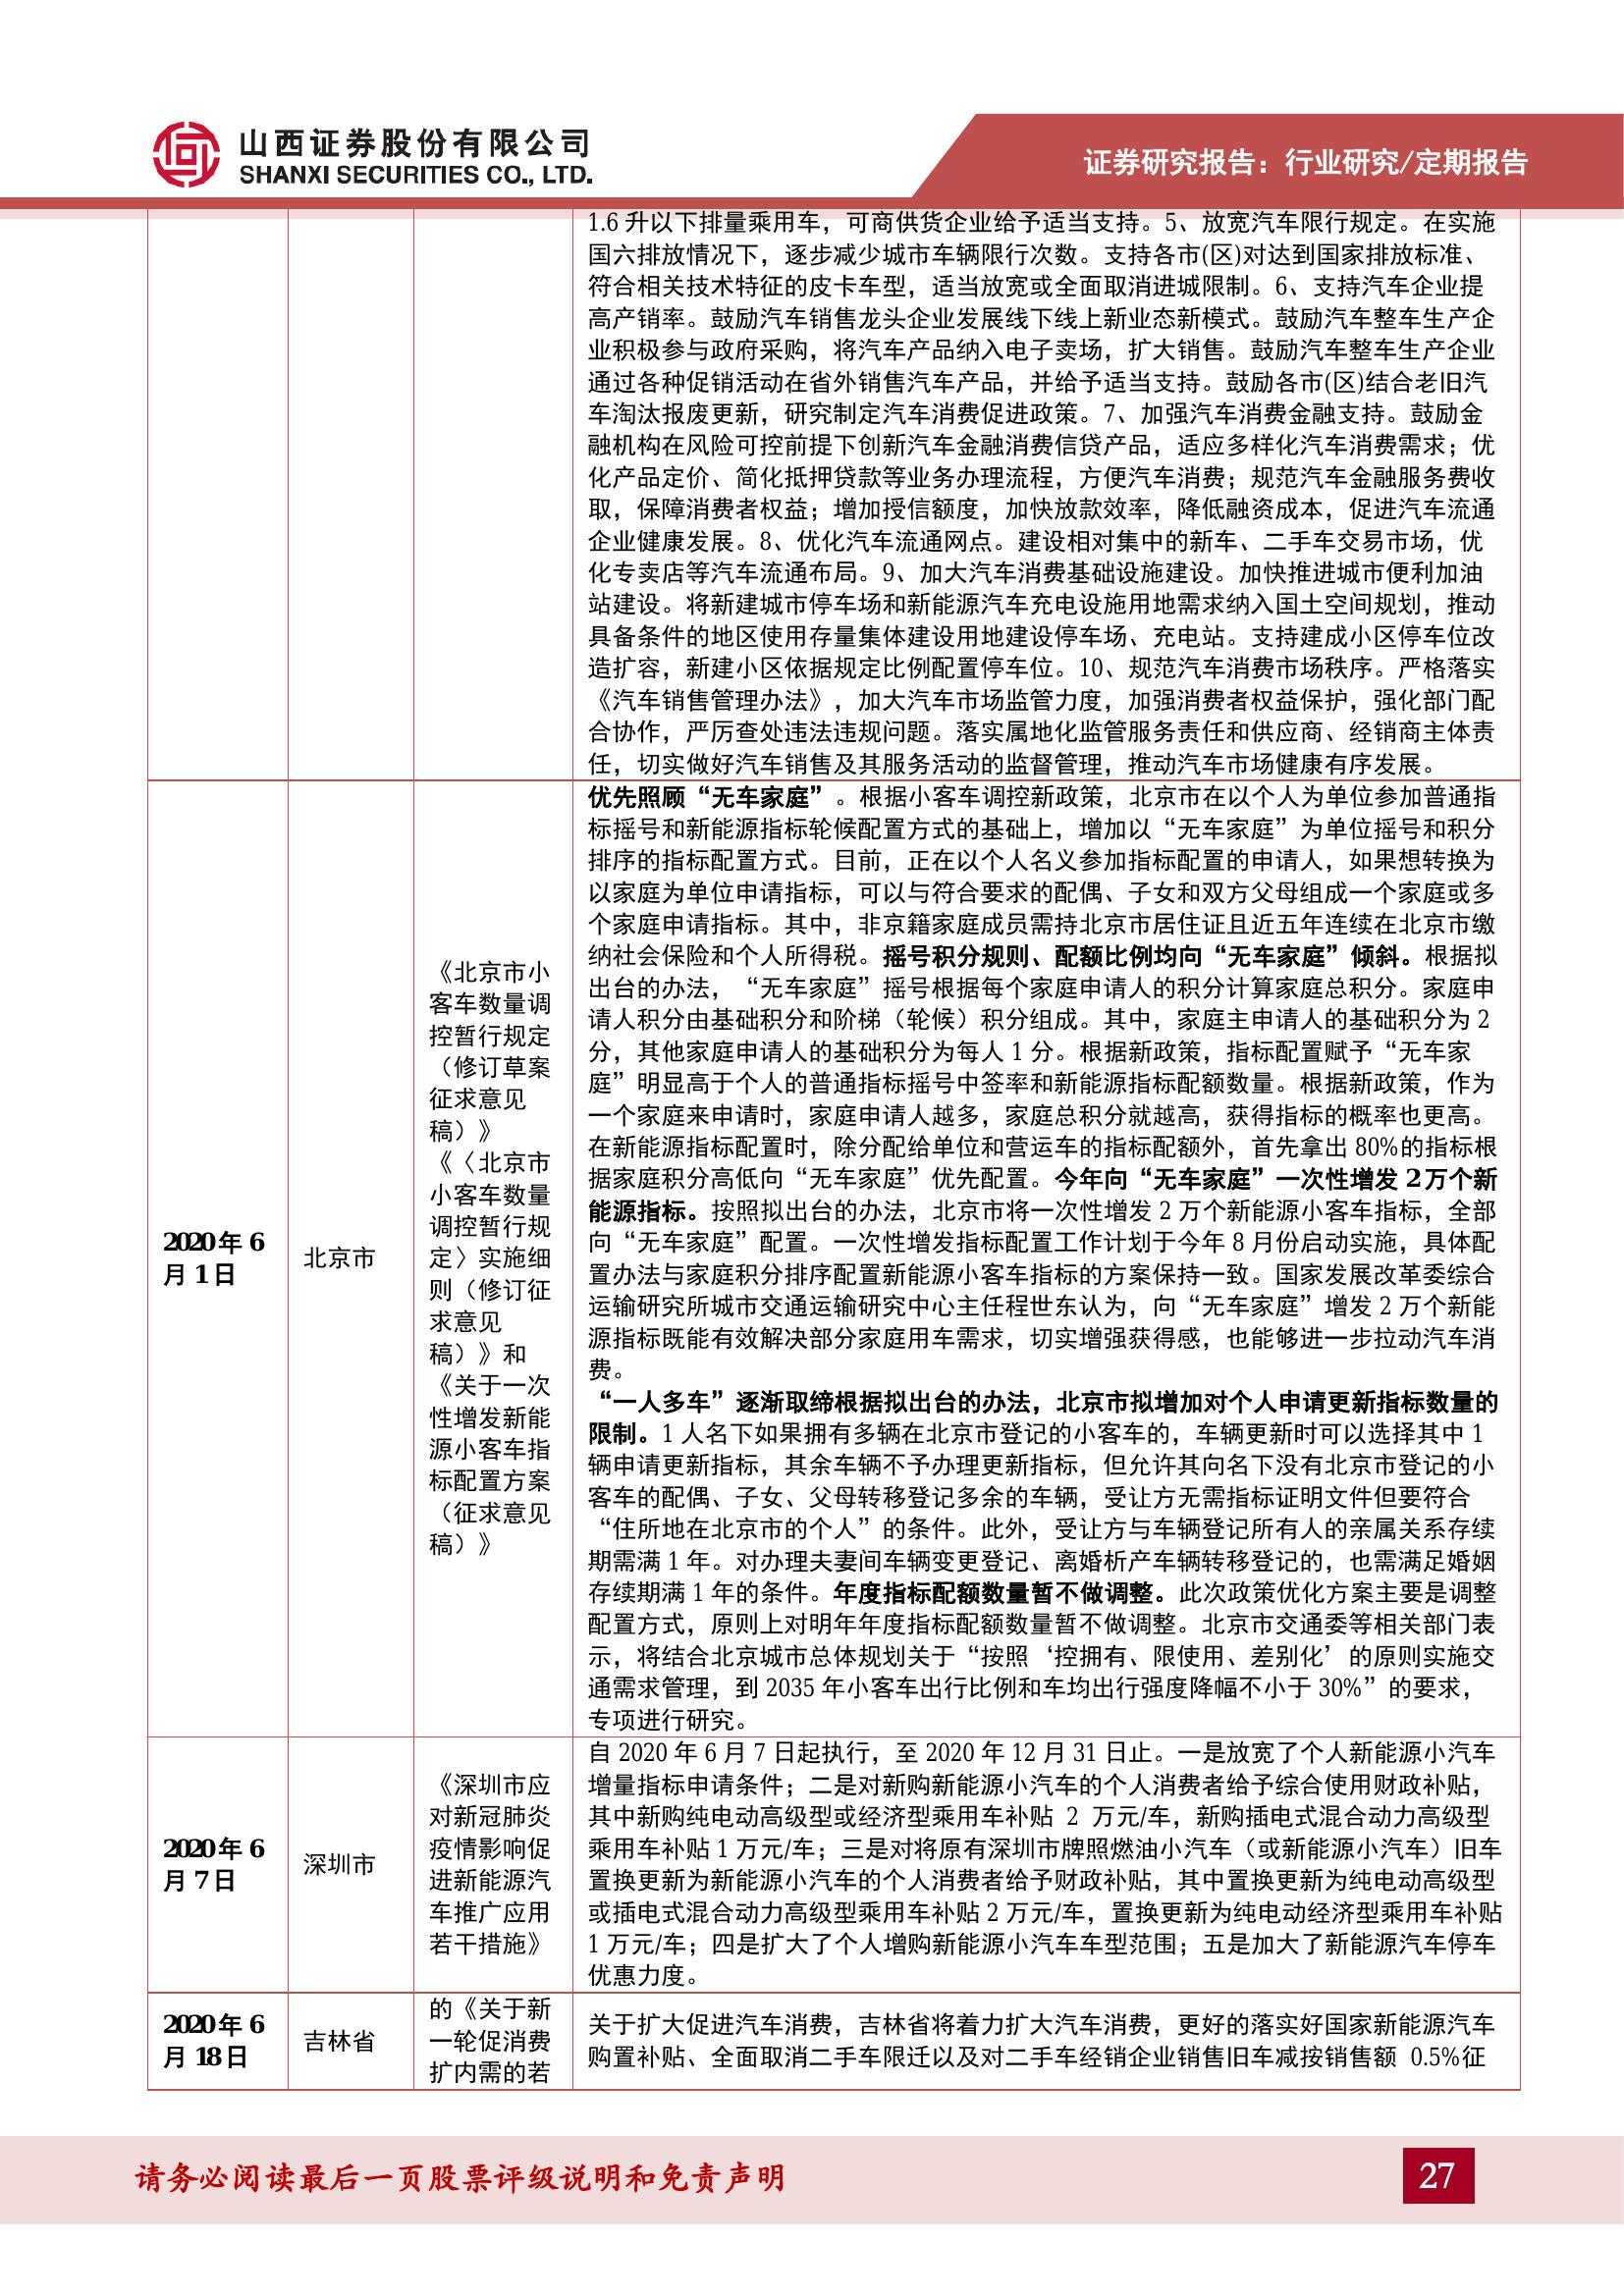 山西证券股份有限公司
SHANXI SECURITIES CO., LTD.
证券研究报告：行业研究/定期报告
1.6 升以下排量乘用车，可商供货企业给予适当支持。5、放宽汽车限行规定。在实施
国六排放情况下，逐步减少城市车辆限行次数。支持各市(区)对达到国家排放标准、
符合相关技术特征的皮卡车型，适当放宽或全面取消进城限制。6、支持汽车企业提
高产销率。鼓励汽车销售龙头企业发展线下线上新业态新模式。鼓励汽车整车生产企
业积极参与政府采购，将汽车产品纳入电子卖场，扩大销售。鼓励汽车整车生产企业
通过各种促销活动在省外销售汽车产品，并给予适当支持。鼓励各市(区)结合老旧汽
车淘汰报废更新，研究制定汽车消费促进政策。7、加强汽车消费金融支持。鼓励金
融机构在风险可控前提下创新汽车金融消费信贷产品，适应多样化汽车消费需求；优
化产品定价、简化抵押贷款等业务办理流程，方便汽车消费；规范汽车金融服务费收
取，保障消费者权益；增加授信额度，加快放款效率，降低融资成本，促进汽车流通
企业健康发展。8、优化汽车流通网点。建设相对集中的新车、二手车交易市场，优
化专卖店等汽车流通布局。9、加大汽车消费基础设施建设。加快推进城市便利加油
站建设。将新建城市停车场和新能源汽车充电设施用地需求纳入国土空间规划，推动
具备条件的地区使用存量集体建设用地建设停车场、充电站。支持建成小区停车位改
造扩容，新建小区依据规定比例配置停车位。10、规范汽车消费市场秩序。严格落实
《汽车销售管理办法》，加大汽车市场监管力度，加强消费者权益保护，强化部门配
合协作，严厉查处违法违规问题。落实属地化监管服务责任和供应商、经销商主体责
任，切实做好汽车销售及其服务活动的监督管理，推动汽车市场健康有序发展。
2020 年 6
月 1 日
北京市
《北京市小
客车数量调
控暂行规定
（修订草案
征求意见
稿）》
《〈北京市
小客车数量
调控暂行规
定〉实施细
则（修订征
求意见
稿）》和
《关于一次
性增发新能
源小客车指
标配置方案
（征求意见
稿）》
优先照顾“无车家庭”。根据小客车调控新政策，北京市在以个人为单位参加普通指
标摇号和新能源指标轮候配置方式的基础上，增加以“无车家庭”为单位摇号和积分
排序的指标配置方式。目前，正在以个人名义参加指标配置的申请人，如果想转换为
以家庭为单位申请指标，可以与符合要求的配偶、子女和双方父母组成一个家庭或多
个家庭申请指标。其中，非京籍家庭成员需持北京市居住证且近五年连续在北京市缴
纳社会保险和个人所得税。摇号积分规则、配额比例均向“无车家庭”倾斜。根据拟
出台的办法，“无车家庭”摇号根据每个家庭申请人的积分计算家庭总积分。家庭申
请人积分由基础积分和阶梯（轮候）积分组成。其中，家庭主申请人的基础积分为 2
分，其他家庭申请人的基础积分为每人 1 分。根据新政策，指标配置赋予“无车家
庭”明显高于个人的普通指标摇号中签率和新能源指标配额数量。根据新政策，作为
一个家庭来申请时，家庭申请人越多，家庭总积分就越高，获得指标的概率也更高。
在新能源指标配置时，除分配给单位和营运车的指标配额外，首先拿出 80%的指标根
据家庭积分高低向“无车家庭”优先配置。今年向“无车家庭”一次性增发 2 万个新
能源指标。按照拟出台的办法，北京市将一次性增发 2 万个新能源小客车指标，全部
向“无车家庭”配置。一次性增发指标配置工作计划于今年 8 月份启动实施，具体配
置办法与家庭积分排序配置新能源小客车指标的方案保持一致。国家发展改革委综合
运输研究所城市交通运输研究中心主任程世东认为，向“无车家庭”增发 2 万个新能
源指标既能有效解决部分家庭用车需求，切实增强获得感，也能够进一步拉动汽车消
费。
“一人多车”逐渐取缔根据拟出台的办法，北京市拟增加对个人申请更新指标数量的
限制。1 人名下如果拥有多辆在北京市登记的小客车的，车辆更新时可以选择其中 1
辆申请更新指标，其余车辆不予办理更新指标，但允许其向名下没有北京市登记的小
客车的配偶、子女、父母转移登记多余的车辆，受让方无需指标证明文件但要符合
“住所地在北京市的个人”的条件。此外，受让方与车辆登记所有人的亲属关系存续
期需满 1 年。对办理夫妻间车辆变更登记、离婚析产车辆转移登记的，也需满足婚姻
存续期满 1 年的条件。年度指标配额数量暂不做调整。此次政策优化方案主要是调整
配置方式，原则上对明年年度指标配额数量暂不做调整。北京市交通委等相关部门表
示，将结合北京城市总体规划关于“按照‘控拥有、限使用、差别化’的原则实施交
通需求管理，到 2035 年小客车出行比例和车均出行强度降幅不小于 30%”的要求，
专项进行研究。
2020 年 6
月 7 日
深圳市
《深圳市应
对新冠肺炎
疫情影响促
进新能源汽
车推广应用
若干措施》
自 2020 年 6 月 7 日起执行，至 2020 年 12 月 31 日止。一是放宽了个人新能源小汽车
增量指标申请条件；二是对新购新能源小汽车的个人消费者给予综合使用财政补贴，
其中新购纯电动高级型或经济型乘用车补贴 2 万元/车，新购插电式混合动力高级型
乘用车补贴 1 万元/车；三是对将原有深圳市牌照燃油小汽车（或新能源小汽车）旧车
置换更新为新能源小汽车的个人消费者给予财政补贴，其中置换更新为纯电动高级型
或插电式混合动力高级型乘用车补贴 2 万元/车，置换更新为纯电动经济型乘用车补贴
1 万元/车；四是扩大了个人增购新能源小汽车车型范围；五是加大了新能源汽车停车
优惠力度。
2020 年 6
月 18 日
吉林省
的《关于新
一轮促消费
扩内需的若
关于扩大促进汽车消费，吉林省将着力扩大汽车消费，更好的落实好国家新能源汽车
购置补贴、全面取消二手车限迁以及对二手车经销企业销售旧车减按销售额 0.5%征
请务必阅读最后一页股票评级说明和免责声明
27